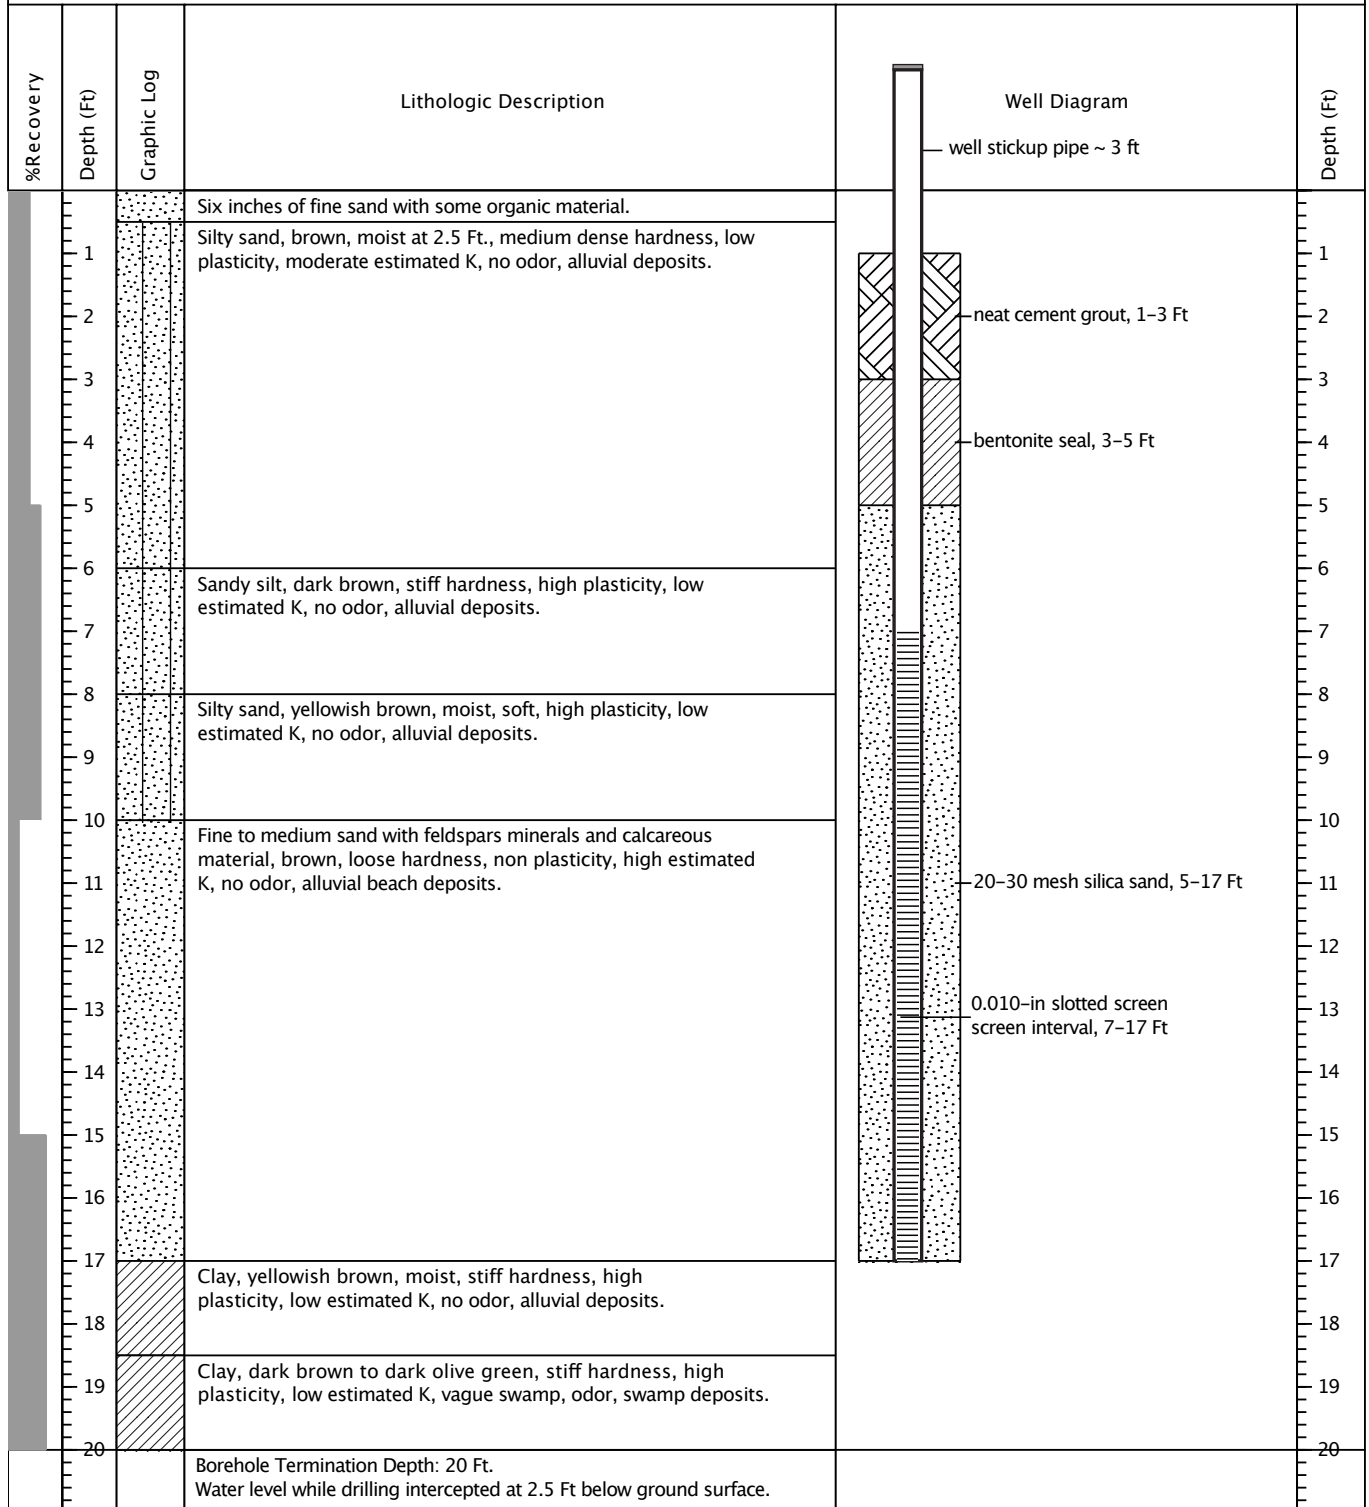 %Recovery
Depth (Ft)
Graphic Log
Lithologic Description
Well Diagram
Depth (Ft)
well stickup pipe ~ 3 ft
Six inches of fine sand with some organic material.
Silty sand, brown, moist at 2.5 Ft., medium dense hardness, low
plasticity, moderate estimated K, no odor, alluvial deposits.
1
1
2
neat cement grout, 1–3 Ft
2
3
3
4
bentonite seal, 3–5 Ft
4
5
5
6
6
Sandy silt, dark brown, stiff hardness, high plasticity, low
estimated K, no odor, alluvial deposits.
7
7
8
8
Silty sand, yellowish brown, moist, soft, high plasticity, low
estimated K, no odor, alluvial deposits.
9
9
10
10
Fine to medium sand with feldspars minerals and calcareous
material, brown, loose hardness, non plasticity, high estimated
K, no odor, alluvial beach deposits.
11
20–30 mesh silica sand, 5–17 Ft
11
12
12
13
0.010–in slotted screen
screen interval, 7–17 Ft
13
14
14
15
15
16
16
17
17
Clay, yellowish brown, moist, stiff hardness, high
plasticity, low estimated K, no odor, alluvial deposits.
18
18
Clay, dark brown to dark olive green, stiff hardness, high
plasticity, low estimated K, vague swamp, odor, swamp deposits.
19
19
20
20
Borehole Termination Depth: 20 Ft.
Water level while drilling intercepted at 2.5 Ft below ground surface.